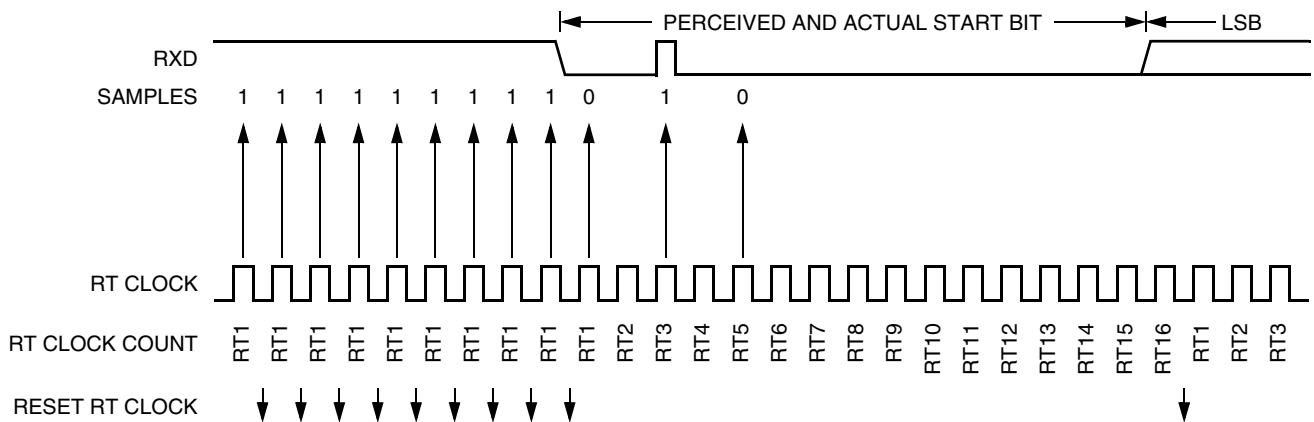 PERCEIVED AND ACTUAL START BIT LSB
RXD
SAMPLES 1 1 1 1 1 1 1 1 1 0 1 0
RT CLOCK
RT CLOCK COUNT RT1 RT1 RT1 RT1 RT1 RT1 RT1 RT1 RT1 RT1 RT2 RT3 RT4 RT5 RT6 RT7 RT8 RT9 RT10 RT11 RT12 RT13 RT14 RT15 RT16 RT1 RT2 RT3
RESET RT CLOCK